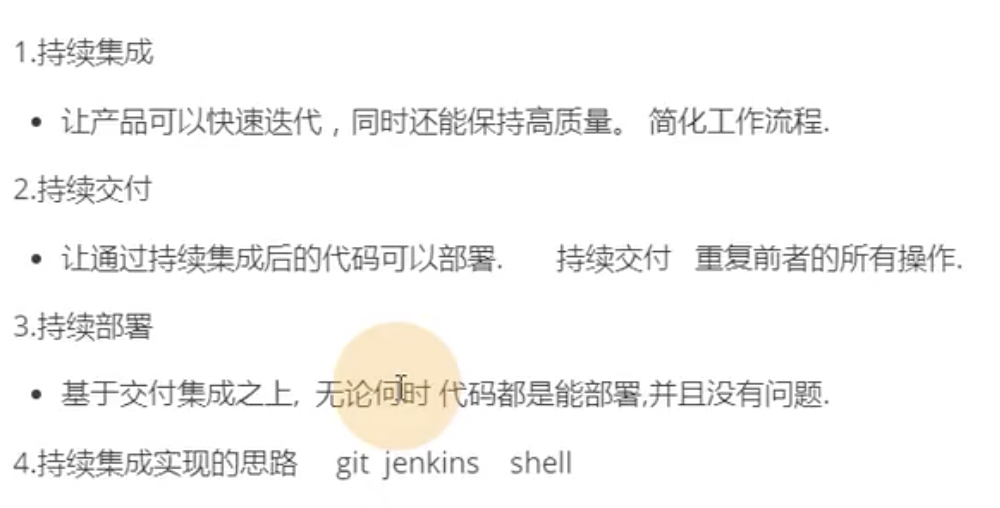 1.持续集成
• 让产品可以快速迭代，同时还能保持高质量。 简化工作流程.
2.持续交付
• 让通过持续集成后的代码可以部署. 持续交付 重复前者的所有操作.
3.持续部署
• 基于交付集成之上, 无论何时 代码都是能部署,并且没有问题.
4.持续集成实现的思路 git jenkins shell